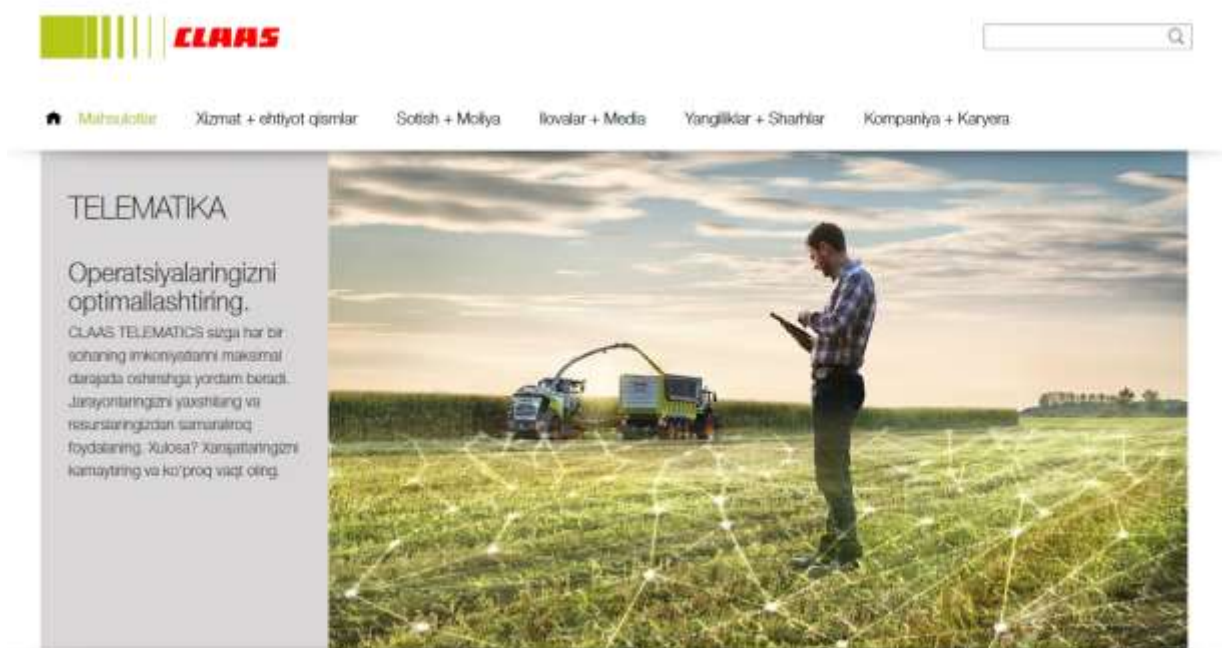 CLAAS
Mahsulotlar Xizmat + ehtiyot qismlar Sotish + Moliya Ilovalar + Media Yangiliklar + Sharhlar Kompaniya + Karyera
TELEMATIKA
Operatsiyalaringizni
optimallashtiring.
CLAAS TELEMATICS sizga har bir
sohaning imkoniyatlarini maksimal
darajada oshirishga yordam beradi.
Jarayonlaringizni yaxshilang va
resurslaringizdan samaraliroq
foydalaning. Xulosa? Xarajatlaringizni
kamaytiring va ko'proq vaqt oling.